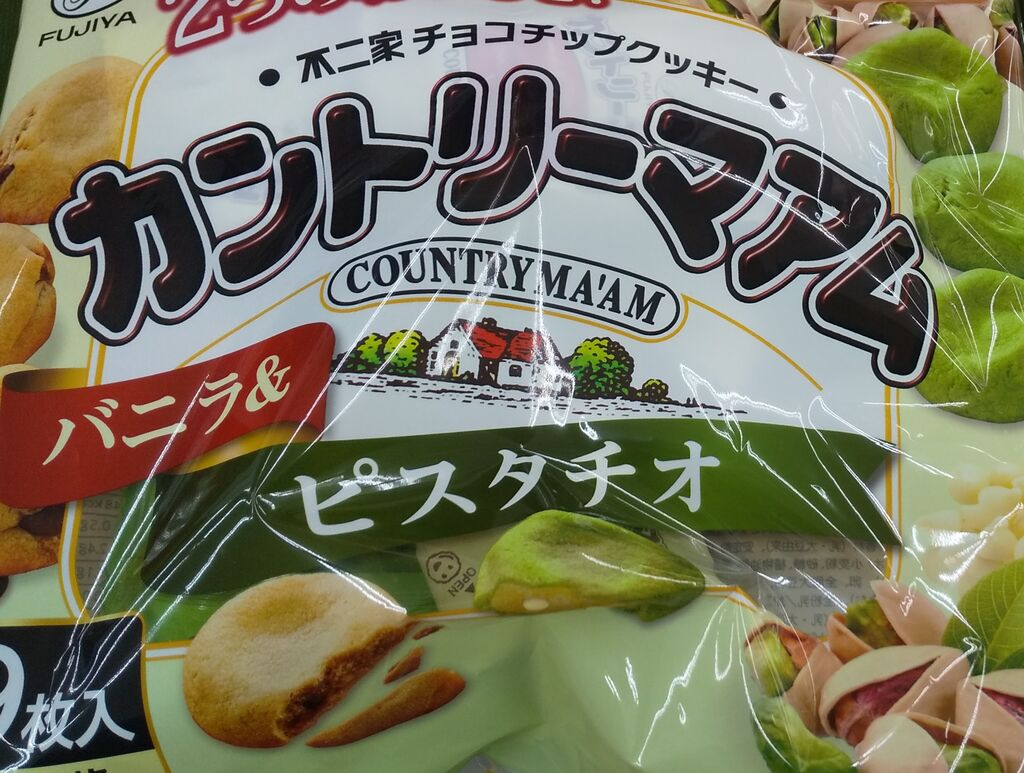 FUJIYA
不二家 チョコチップクッキー
カントリーマアム
COUNTRY MA'AM
バニラ&
ピスタチオ
OPEN
9枚入